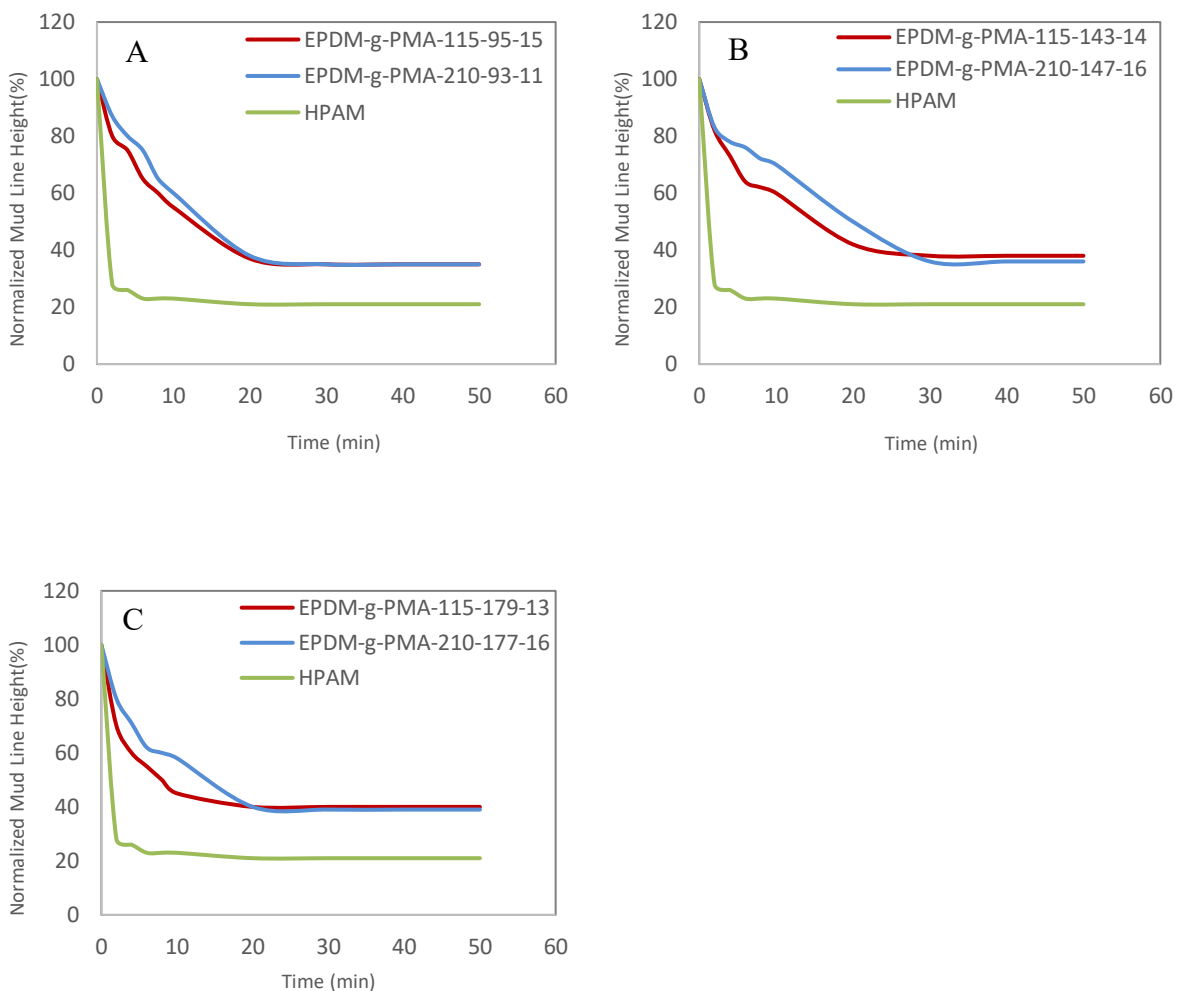 A
EPDM-g-PMA-115-95-15
EPDM-g-PMA-210-93-11
HPAM
Normalized Mud Line Height(%)
120
100
80
60
40
20
0
0 10 20 30 40 50 60
Time (min)
B
EPDM-g-PMA-115-143-14
EPDM-g-PMA-210-147-16
HPAM
Normalized Mud Line Height(%)
120
100
80
60
40
20
0
0 10 20 30 40 50 60
Time (min)
C
EPDM-g-PMA-115-179-13
EPDM-g-PMA-210-177-16
HPAM
Normalized Mud Line Height(%)
120
100
80
60
40
20
0
0 10 20 30 40 50 60
Time (min)